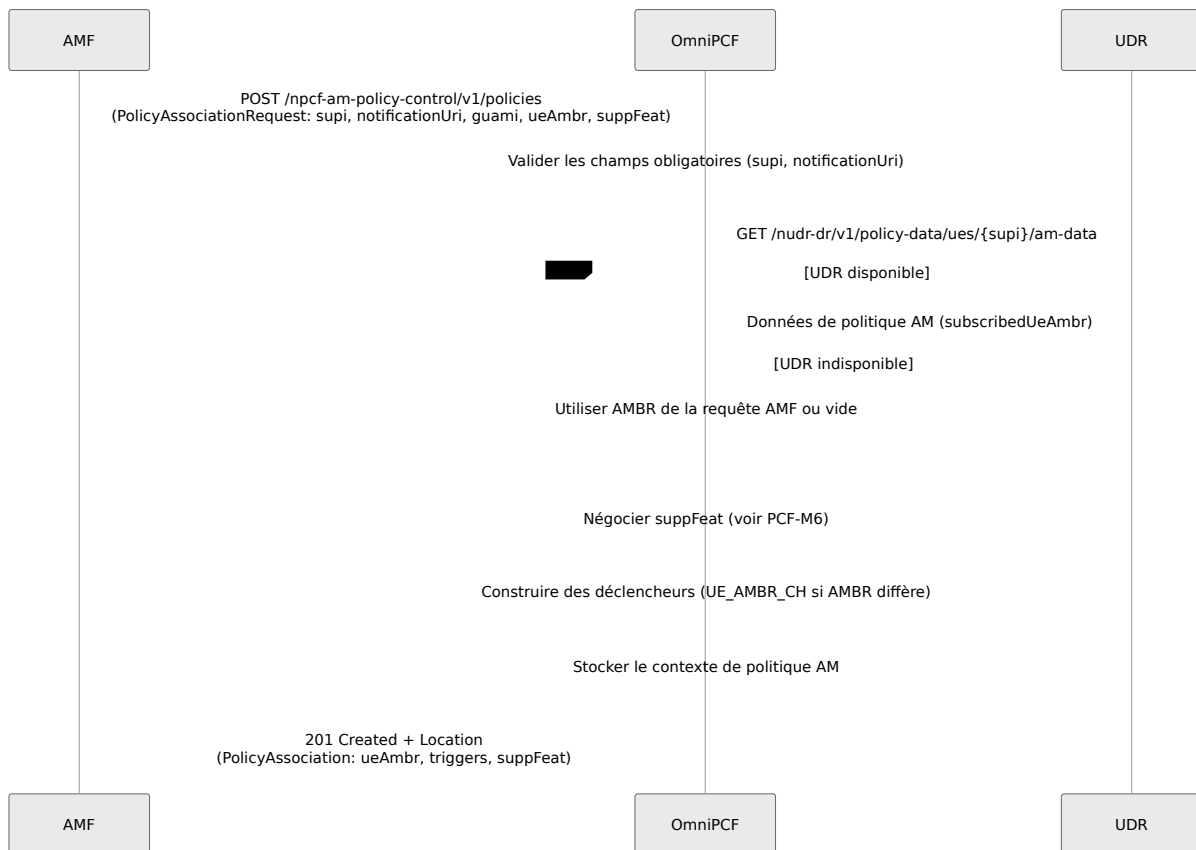 AMF
OmniPCF
UDR
POST /npcf-am-policy-control/v1/policies
(PolicyAssociationRequest: supi, notificationUri, guami, ueAmbr, suppFeat)
Valider les champs obligatoires (supi, notificationUri)
GET /nudr-dr/v1/policy-data/ues/{supi}/am-data
[UDR disponible]
Données de politique AM (subscribedUeAmbr)
[UDR indisponible]
Utiliser AMBR de la requête AMF ou vide
Négocier suppFeat (voir PCF-M6)
Construire des déclencheurs (UE_AMBR_CH si AMBR diffère)
Stocker le contexte de politique AM
201 Created + Location
(PolicyAssociation: ueAmbr, triggers, suppFeat)
AMF
OmniPCF
UDR